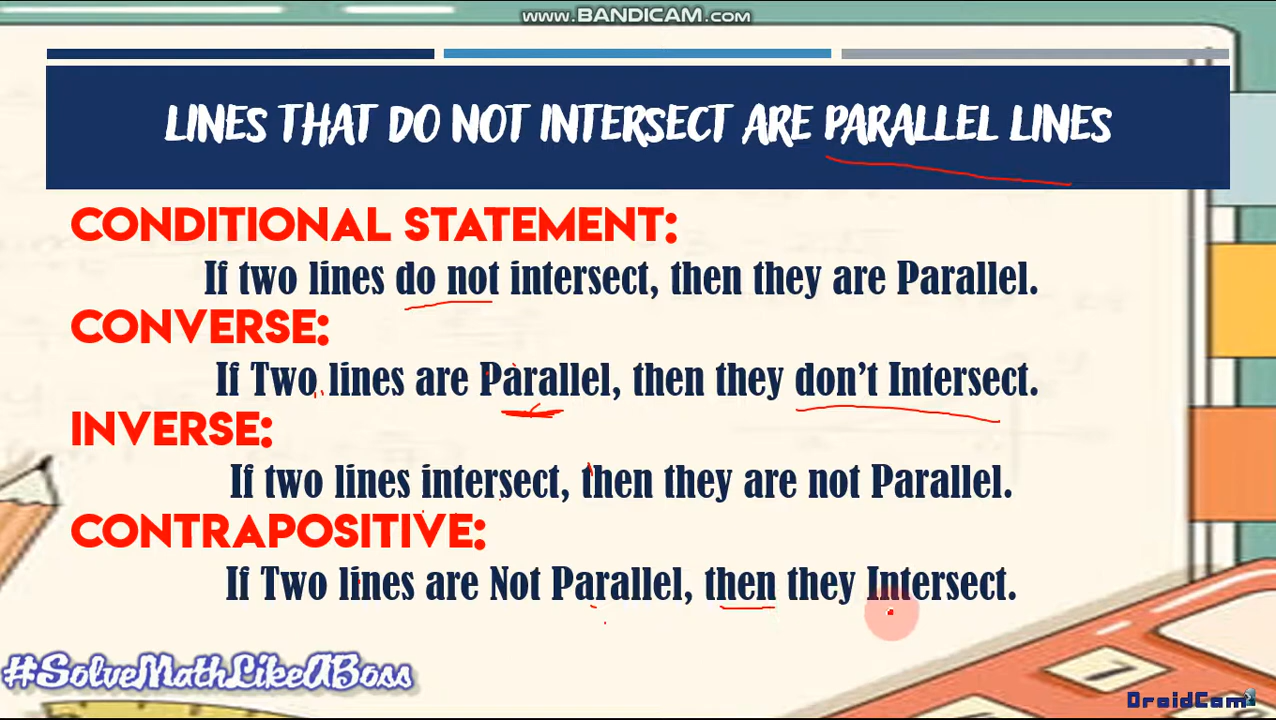 www.BANDICAM.com
LINES THAT DO NOT INTERSECT ARE PARALLEL LINES
CONDITIONAL STATEMENT:
If two lines do not intersect, then they are Parallel.
CONVERSE:
If Two lines are Parallel, then they don't Intersect.
INVERSE:
If two lines intersect, then they are not Parallel.
CONTRAPOSITIVE:
If Two lines are Not Parallel, then they Intersect.
#SolveMathLikeABoss
7
DroidCam